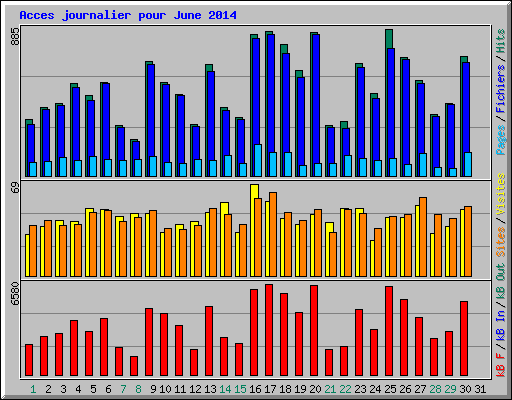 Acces journalier pour June 2014
885
Pages / Fichiers / Hits
69
Sites / Visites
6580
kB F / kB In / kB Out
1 2 3 4 5 6 7 8 9 10 11 12 13 14 15 16 17 18 19 20 21 22 23 24 25 26 27 28 29 30 31